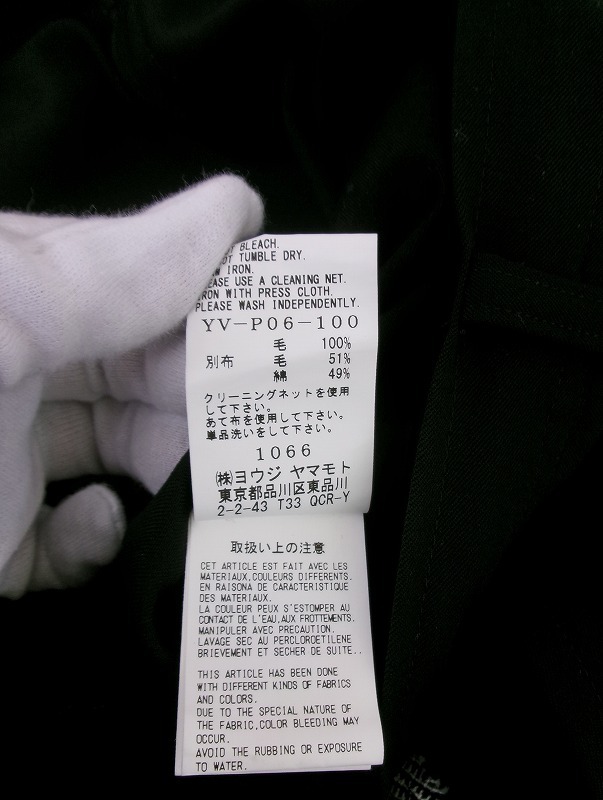 BLEACH.
TUMBLE DRY.
IRON.
PLEASE USE A CLEANING NET.
IRON WITH PRESS CLOTH.
PLEASE WASH INDEPENDENTLY.
YV-P06-100
毛 100%
別布 毛 51%
綿 49%
クリーニングネットを使用
して下さい。
あて布を使用して下さい。
単品洗いをして下さい。
1066
㈱ヨウジ ヤマモト
東京都品川区東品川
2-2-43 T33 QCR-Y
取扱い上の注意
CET ARTICLE EST FAIT AVEC LES
MATERIAUX,COULEURS DIFFERENTS.
EN RAISONA DE CARACTERISTIQUE
DES MATERIAUX.
LA COULEUR PEUX S'ESTOMPER AU
CONTACT DE L'EAU,AUX FROTTEMENTS.
MANIPULER AVEC PRECAUTION.
LAVAGE SEC AU PERCLOROETILENE
BRIEVEMENT ET SECHER DE SUITE..
THIS ARTICLE HAS BEEN DONE
WITH DIFFERENT KINDS OF FABRICS
AND COLORS.
DUE TO THE SPECIAL NATURE OF
THE FABRIC,COLOR BLEEDING MAY
OCCUR.
AVOID THE RUBBING OR EXPOSURE
TO WATER.